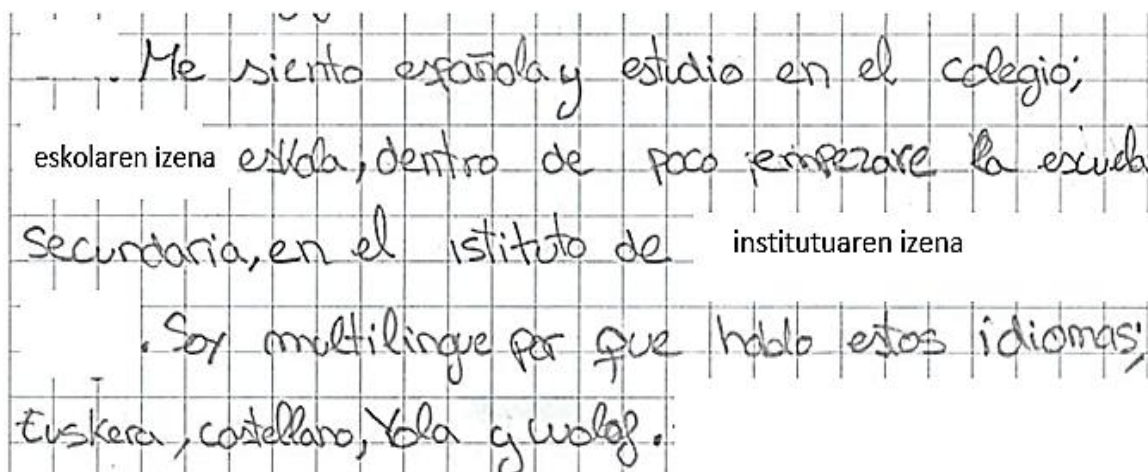 . Me siento española y estudio en el colegio;
eskolaren izena eskola, dentro de poco empezare la escuela
secundaria, en el istituto de institutuaren izena
. Soy multilingue por que hablo estos idiomas;
Euskera, castellano, Yola y wolof.